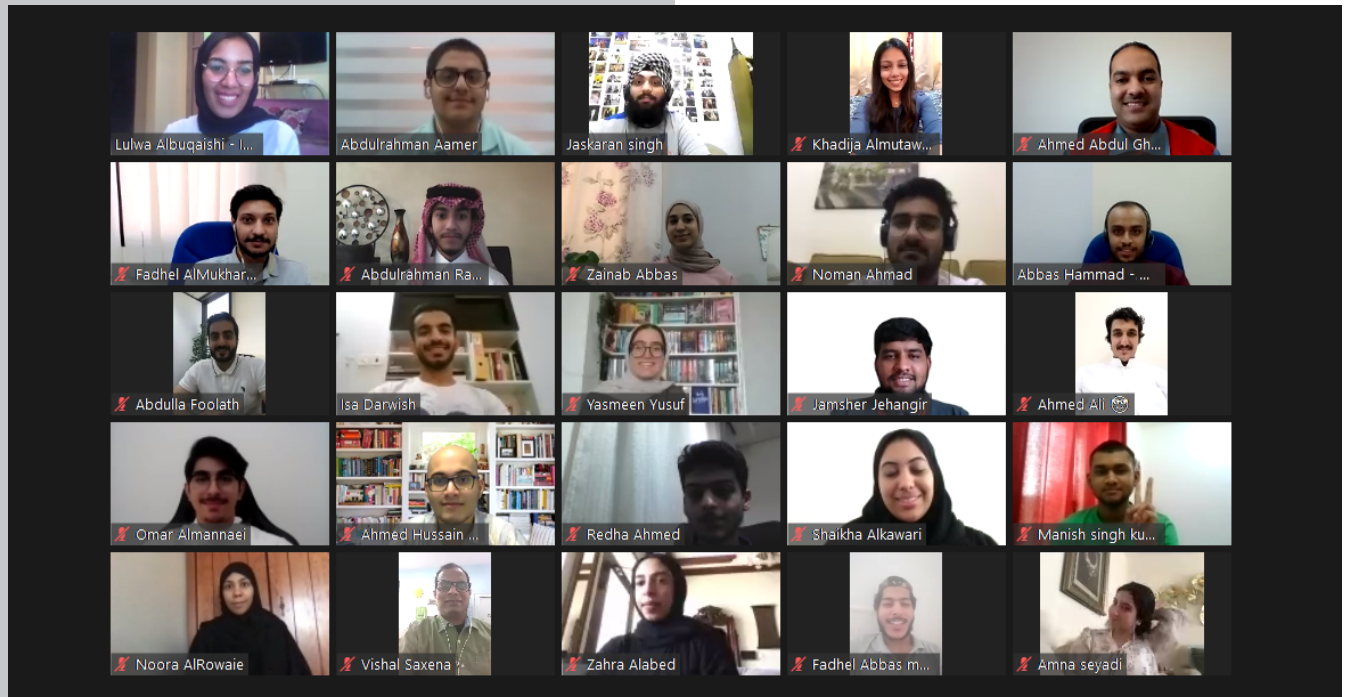 Lulwa Albuqaishi - I...
Abdulrahman Aamer
Jaskaran singh
Khadija Almutaw...
Ahmed Abdul Gh...
Fadhel AlMukhar...
Abdulrahman Ra...
Zainab Abbas
Noman Ahmad
Abbas Hammad - ...
Abdulla Foolath
Isa Darwish
Yasmeen Yusuf
Jamsher Jehangir
Ahmed Ali
Omar Almannaei
Ahmed Hussain ...
Redha Ahmed
Shaikha Alkawari
Manish singh ku...
Noora AlRowaie
Vishal Saxena
Zahra Alabed
Fadhel Abbas m...
Amna seyadi